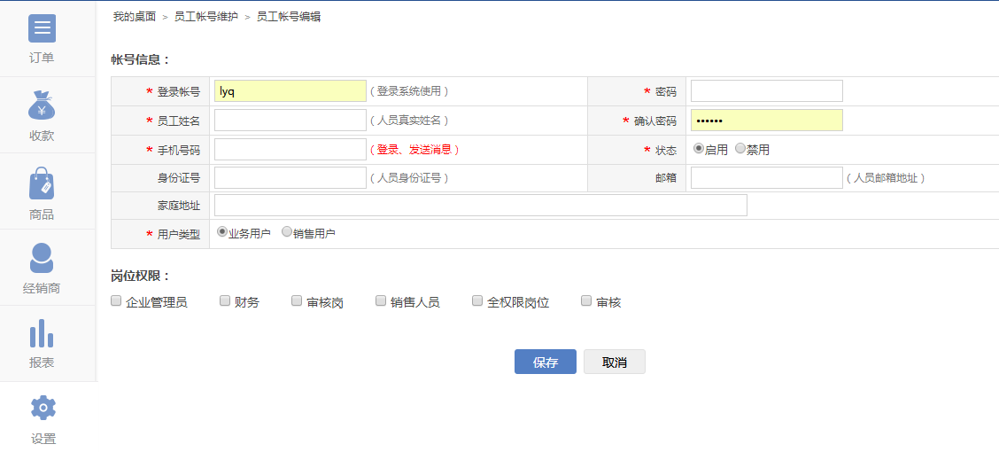 我的桌面 > 员工帐号维护 > 员工帐号编辑
订单
收款
商品
经销商
报表
设置
帐号信息：
* 登录帐号 lyq （登录系统使用） * 密码
* 员工姓名 （人员真实姓名） * 确认密码 ••••••
* 手机号码 （登录、发送消息） * 状态 启用 禁用
身份证号 （人员身份证号） 邮箱 （人员邮箱地址）
家庭地址
* 用户类型 业务用户 销售用户
岗位权限：
企业管理员 财务 审核岗 销售人员 全权限岗位 审核
保存 取消